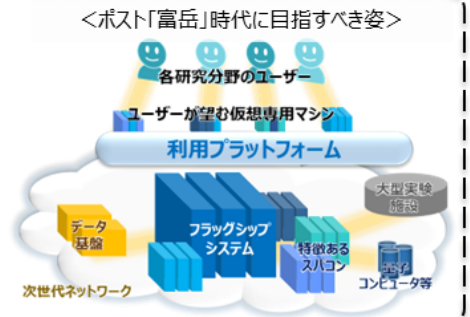 ＜ポスト「富岳」時代に目指すべき姿＞
各研究分野のユーザー
ユーザーが望む仮想専用マシン
利用プラットフォーム
大型実験
施設
データ
基盤
フラッグシップ
システム
特徴ある
スパコン
量子
コンピュータ等
次世代ネットワーク